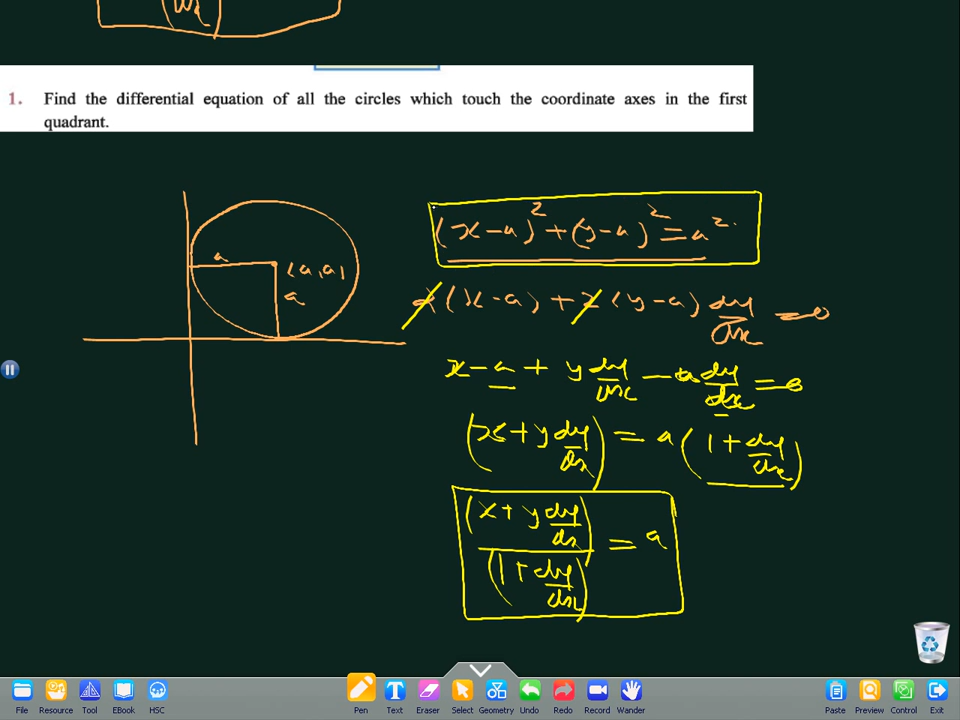 1. Find the differential equation of all the circles which touch the coordinate axes in the first
quadrant.
a
(a,a)
a
(x-a)²+(y-a)²=a²
2(x-a)+2(y-a)dy/dx=0
x-a+y dy/dx-a dy/dx=0
(x+y dy/dx)=a(1+dy/dx)
(x+y dy/dx)/(1+dy/dx)=a
File Resource Tool EBook HSC Pen Text Eraser Select Geometry Undo Redo Record Wander Paste Preview Control Exit